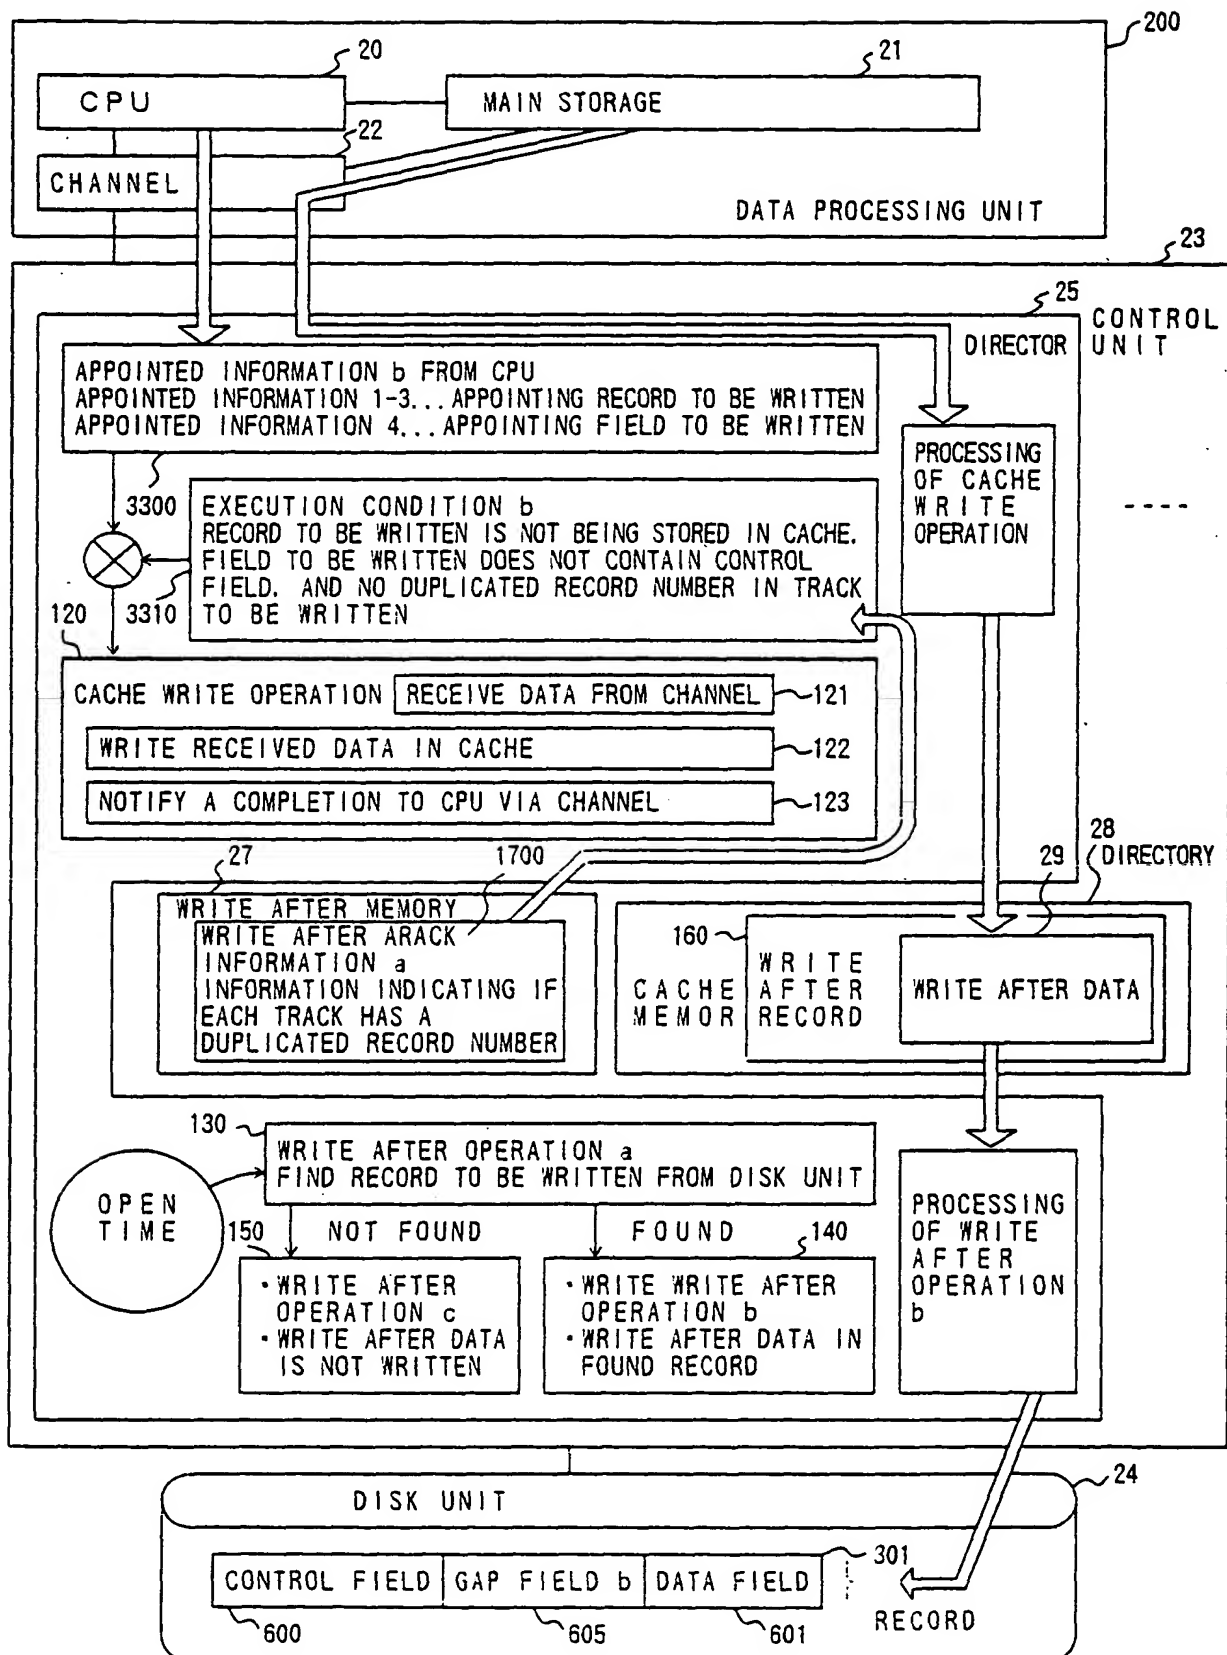 200
20
21
CPU
MAIN STORAGE
22
CHANNEL
DATA PROCESSING UNIT
23
25
CONTROL
UNIT
DIRECTOR
APPOINTED INFORMATION b FROM CPU
APPOINTED INFORMATION 1-3... APPOINTING RECORD TO BE WRITTEN
APPOINTED INFORMATION 4... APPOINTING FIELD TO BE WRITTEN
PROCESSING
OF CACHE
WRITE
OPERATION
3300
EXECUTION CONDITION b
RECORD TO BE WRITTEN IS NOT BEING STORED IN CACHE.
FIELD TO BE WRITTEN DOES NOT CONTAIN CONTROL
FIELD. AND NO DUPLICATED RECORD NUMBER IN TRACK
TO BE WRITTEN
----
3310
120
CACHE WRITE OPERATION
RECEIVE DATA FROM CHANNEL
121
WRITE RECEIVED DATA IN CACHE
122
NOTIFY A COMPLETION TO CPU VIA CHANNEL
123
27
1700
28
DIRECTORY
29
WRITE AFTER MEMORY
WRITE AFTER ARACK
INFORMATION a
INFORMATION INDICATING IF
EACH TRACK HAS A
DUPLICATED RECORD NUMBER
160
CACHE
MEMOR
WRITE
AFTER
RECORD
WRITE AFTER DATA
130
WRITE AFTER OPERATION a
FIND RECORD TO BE WRITTEN FROM DISK UNIT
OPEN
TIME
NOT FOUND
FOUND
150
140
・WRITE AFTER
OPERATION c
・WRITE AFTER DATA
IS NOT WRITTEN
・WRITE WRITE AFTER
OPERATION b
・WRITE AFTER DATA IN
FOUND RECORD
PROCESSING
OF WRITE
AFTER
OPERATION
b
24
DISK UNIT
301
CONTROL FIELD
GAP FIELD b
DATA FIELD
RECORD
600
605
601